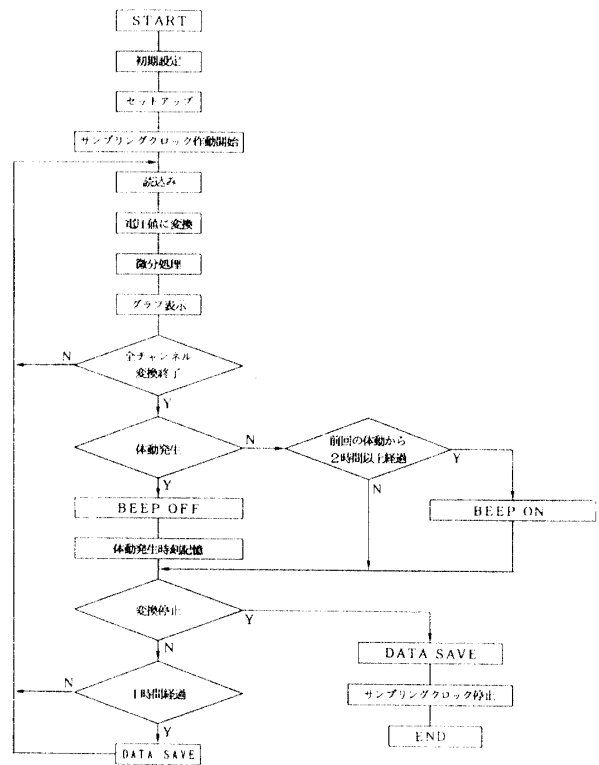 START
初期設定
セットアップ
サンプリングクロック作動開始
読込み
電圧値に変換
微分処理
グラフ表示
全チャンネル
変換終了
N
Y
体動発生
N
Y
前回の体動から
2時間以上経過
Y
N
BEEP OFF
BEEP ON
体動発生時刻記憶
変換停止
Y
N
DATA SAVE
サンプリングクロック停止
END
1時間経過
N
Y
DATA SAVE